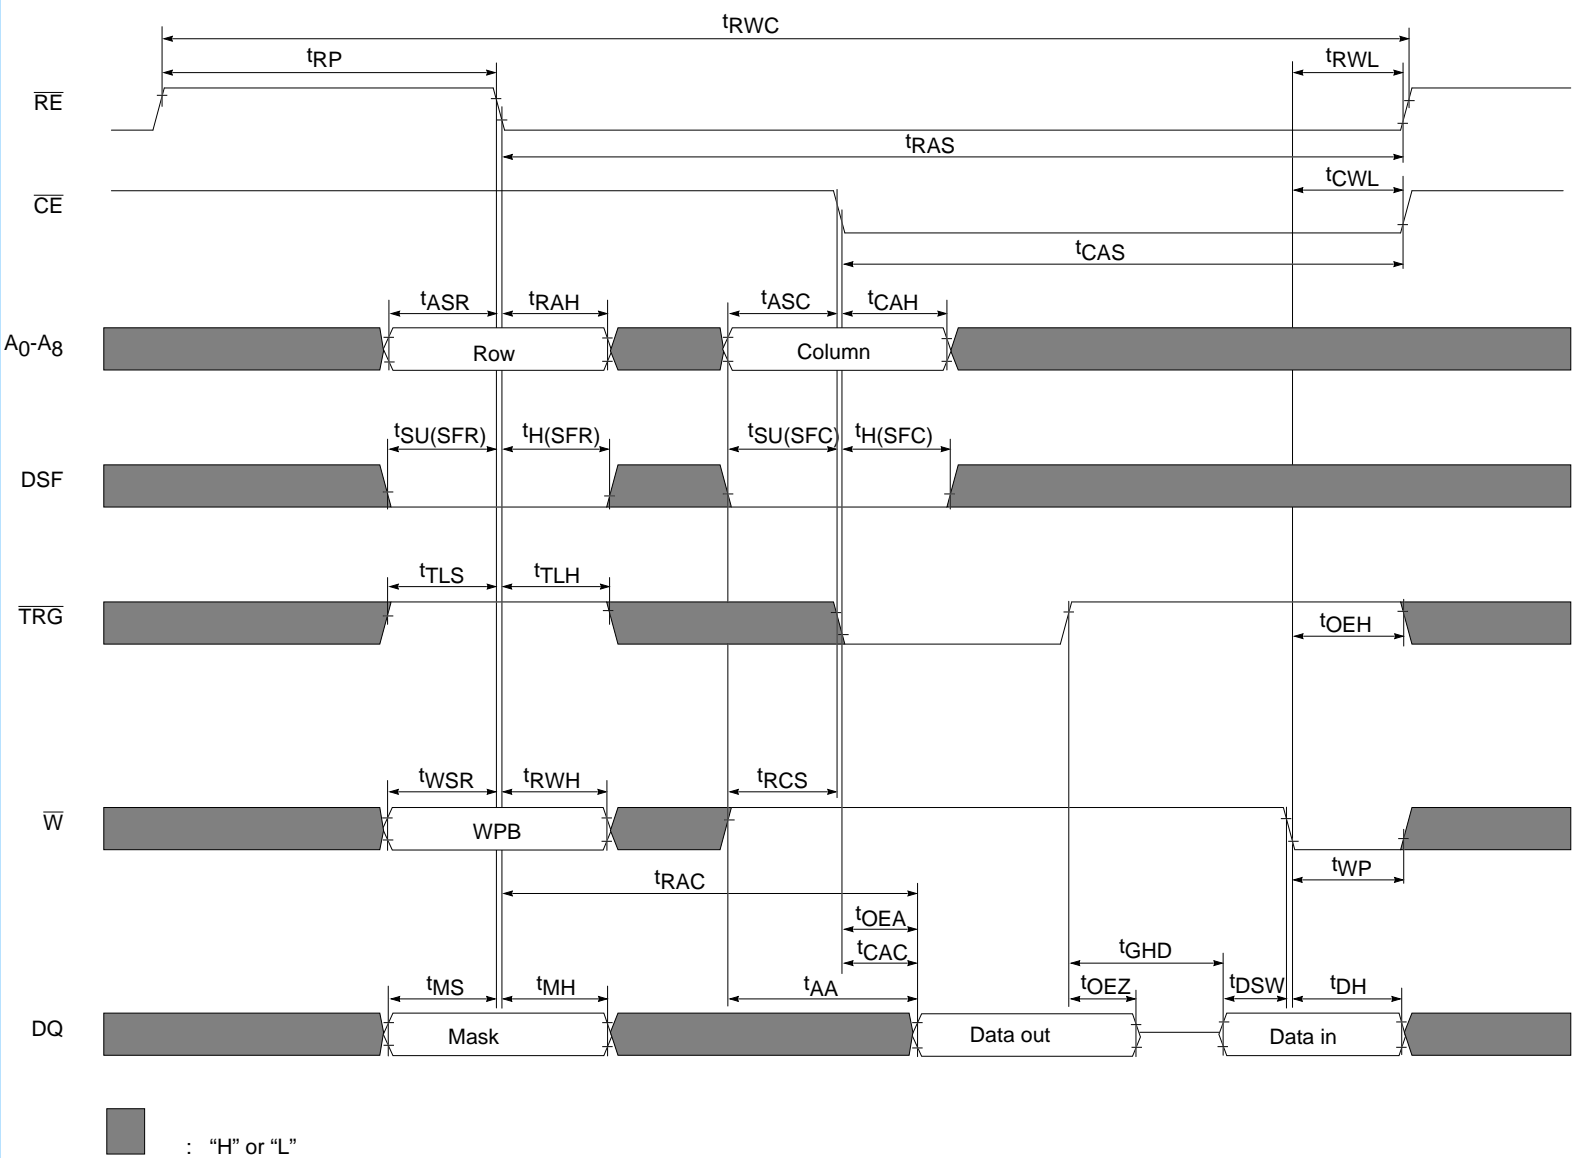 tRWC
tRP
tRWL
RE
tRAS
tCWL
CE
tCAS
tASR
tRAH
tASC
tCAH
A0-A8
Row
Column
tSU(SFR)
tH(SFR)
tSU(SFC)
tH(SFC)
DSF
tTLS
tTLH
TRG
tOEH
tWSR
tRWH
tRCS
W
WPB
tWP
tRAC
tOEA
tCAC
tGHD
tMS
tMH
tAA
tOEZ
tDSW
tDH
DQ
Mask
Data out
Data in
: “H” or “L”